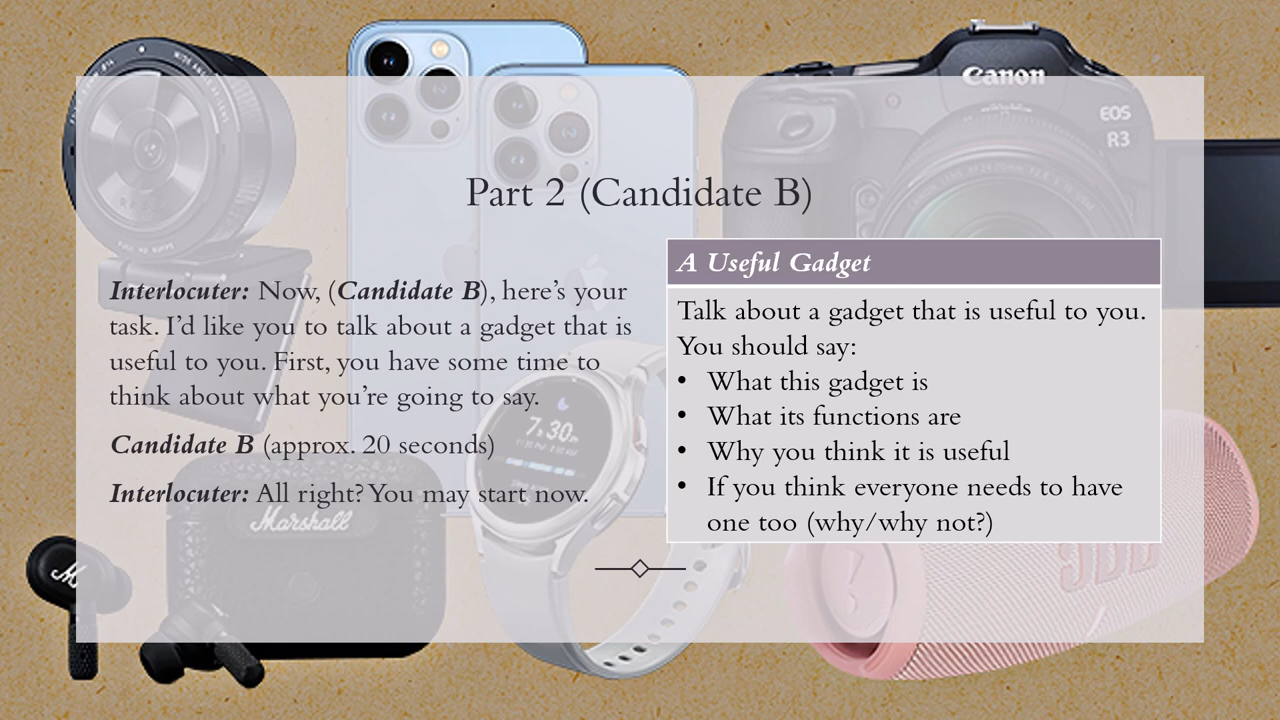 Canon
EOS
R3
Part 2 (Candidate B)
Interlocuter: Now, (Candidate B), here's your
task. I'd like you to talk about a gadget that is
useful to you. First, you have some time to
think about what you're going to say.
Candidate B (approx. 20 seconds)
Interlocuter: All right? You may start now.
A Useful Gadget
Talk about a gadget that is useful to you.
You should say:
• What this gadget is
• What its functions are
• Why you think it is useful
• If you think everyone needs to have
one too (why/why not?)
7:30
Marshall
M
JBL